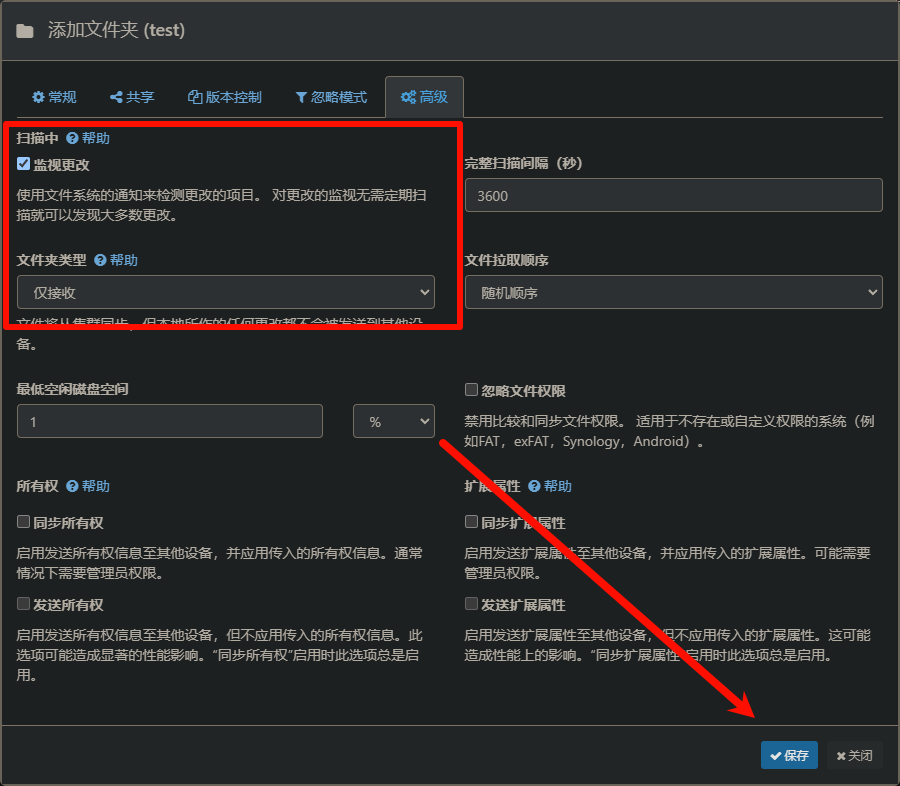 添加文件夹 (test)
常规 共享 版本控制 忽略模式 高级
扫描中 帮助
监视更改
使用文件系统的通知来检测更改的项目。 对更改的监视无需定期扫
描就可以发现大多数更改。
完整扫描间隔（秒）
3600
文件夹类型 帮助
仅接收
文件将从集群同步，但本地所作的任何更改都不会被发送到其他设
备。
文件拉取顺序
随机顺序
最低空闲磁盘空间
1 %
忽略文件权限
禁用比较和同步文件权限。 适用于不存在或自定义权限的系统（例
如FAT，exFAT，Synology，Android）。
所有权 帮助
同步所有权
启用发送所有权信息至其他设备，并应用传入的所有权信息。通常
情况下需要管理员权限。
发送所有权
启用发送所有权信息至其他设备，但不应用传入的所有权信息。此
选项可能造成显著的性能影响。“同步所有权”启用时此选项总是启
用。
扩展属性 帮助
同步扩展属性
启用发送扩展属性至其他设备，并应用传入的扩展属性。可能需要
管理员权限。
发送扩展属性
启用发送扩展属性至其他设备，但不应用传入的扩展属性。这可能
造成性能上的影响。“同步扩展属性”启用时此选项总是启用。
保存 关闭